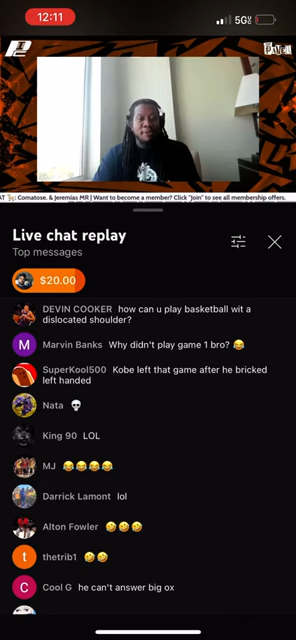 12:11
5G
P12
PAVEL
AT Comatose. & Jeremias MR | Want to become a member? Click "Join" to see all membership offers.
Live chat replay
Top messages
$20.00
DEVIN COOKER how can u play basketball wit a
dislocated shoulder?
M Marvin Banks Why didn't play game 1 bro? 😂
SuperKool500 Kobe left that game after he bricked
left handed
Nata 💀
King 90 LOL
MJ 😂😂😂😂
Darrick Lamont lol
Alton Fowler 🤣🤣🤣
t thetrib1 🤣🤣
C Cool G he can't answer big ox